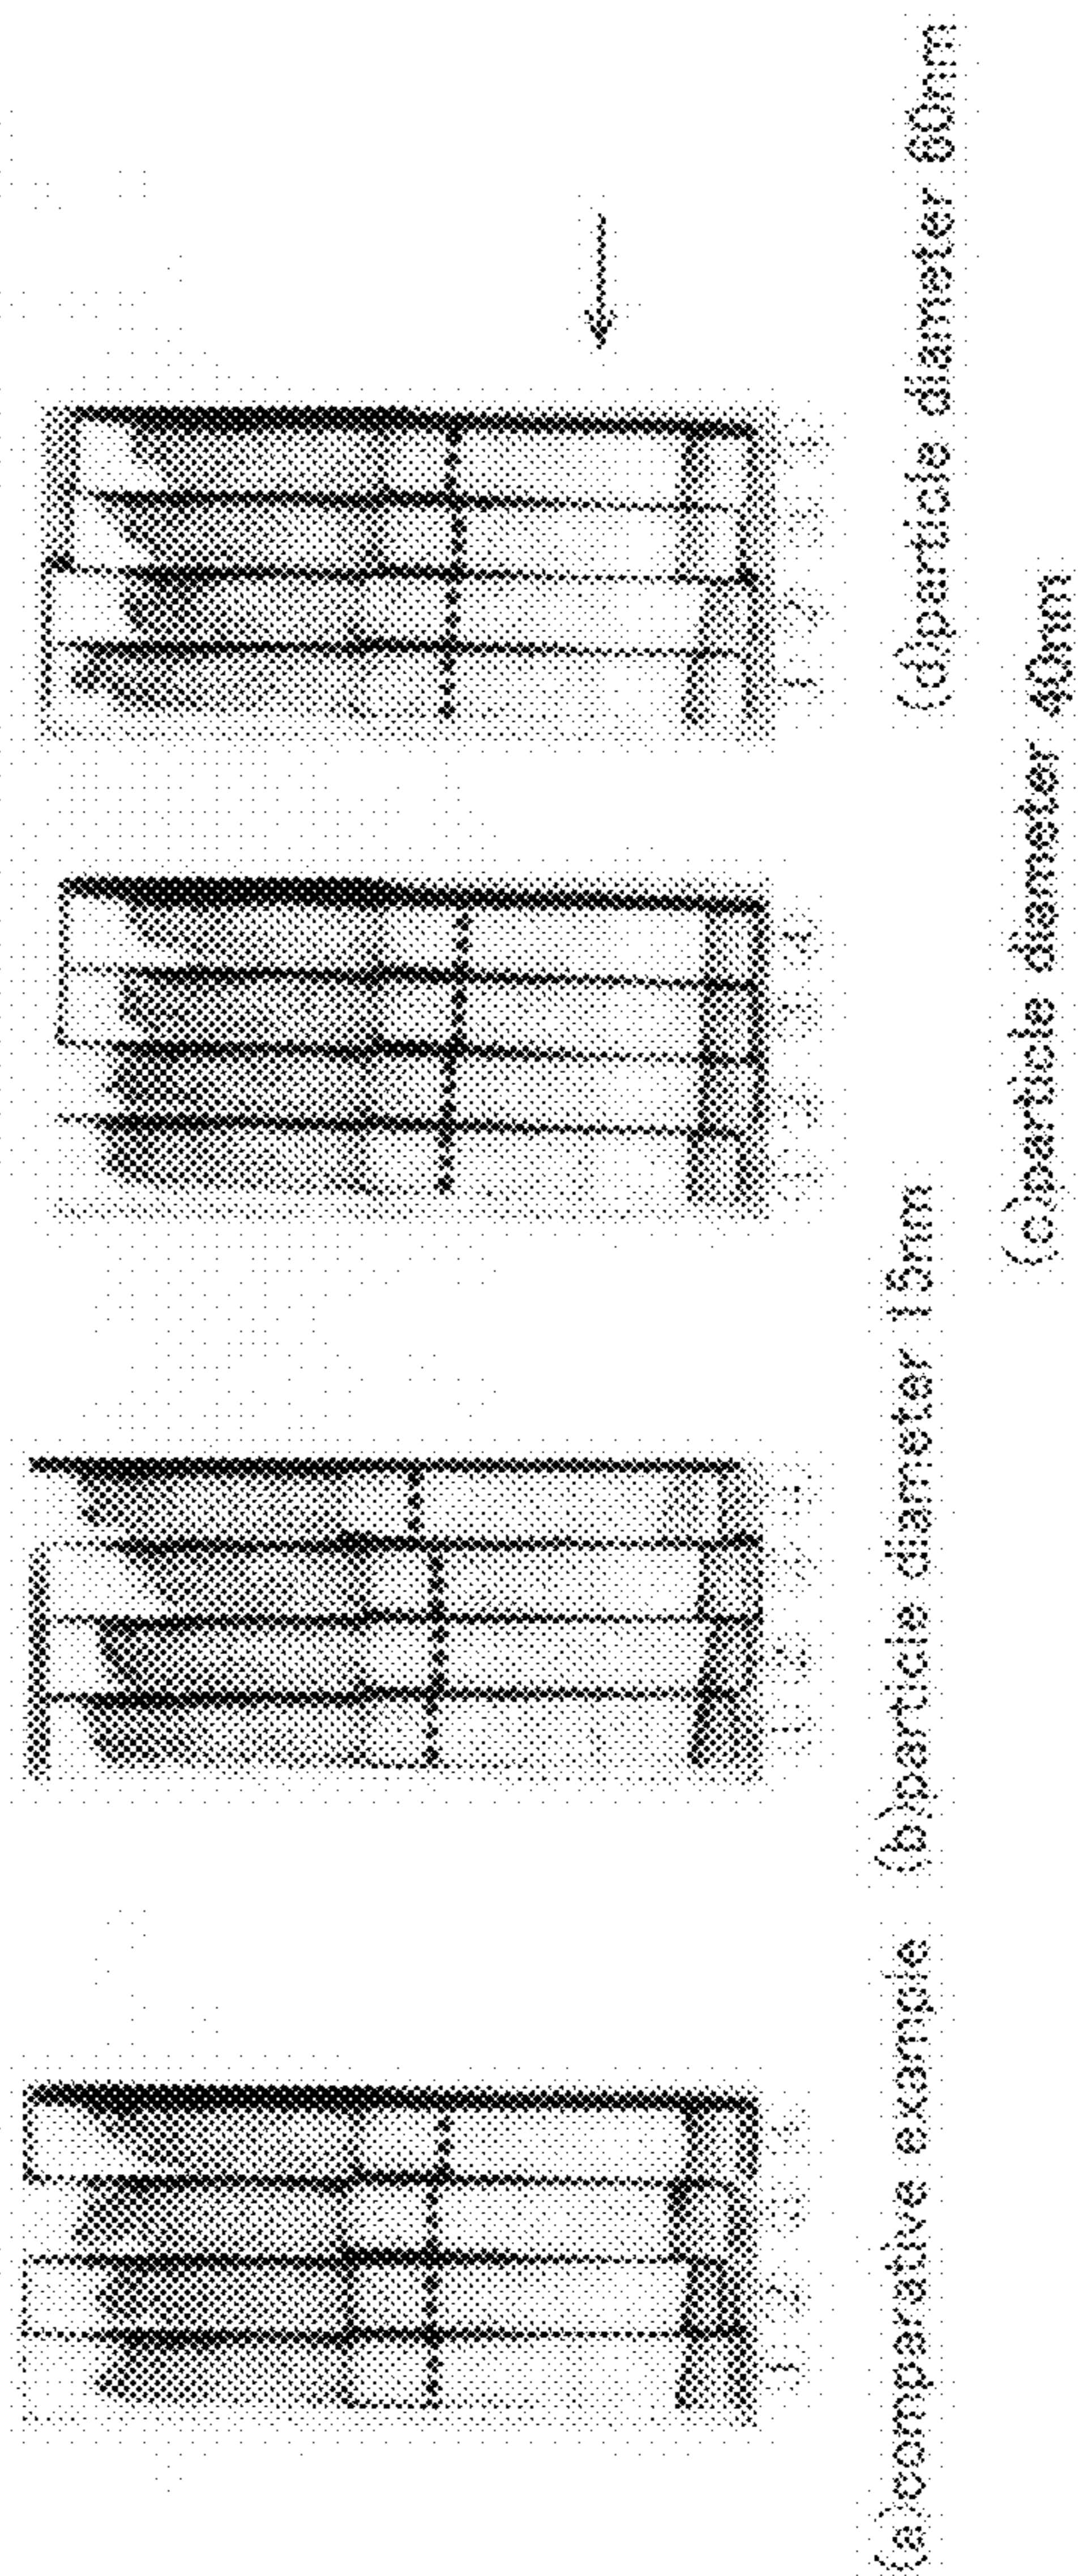 (a)comparative example
(b)particle diameter 15nm
(c)particle diameter 40nm
(d)particle diameter 60nm